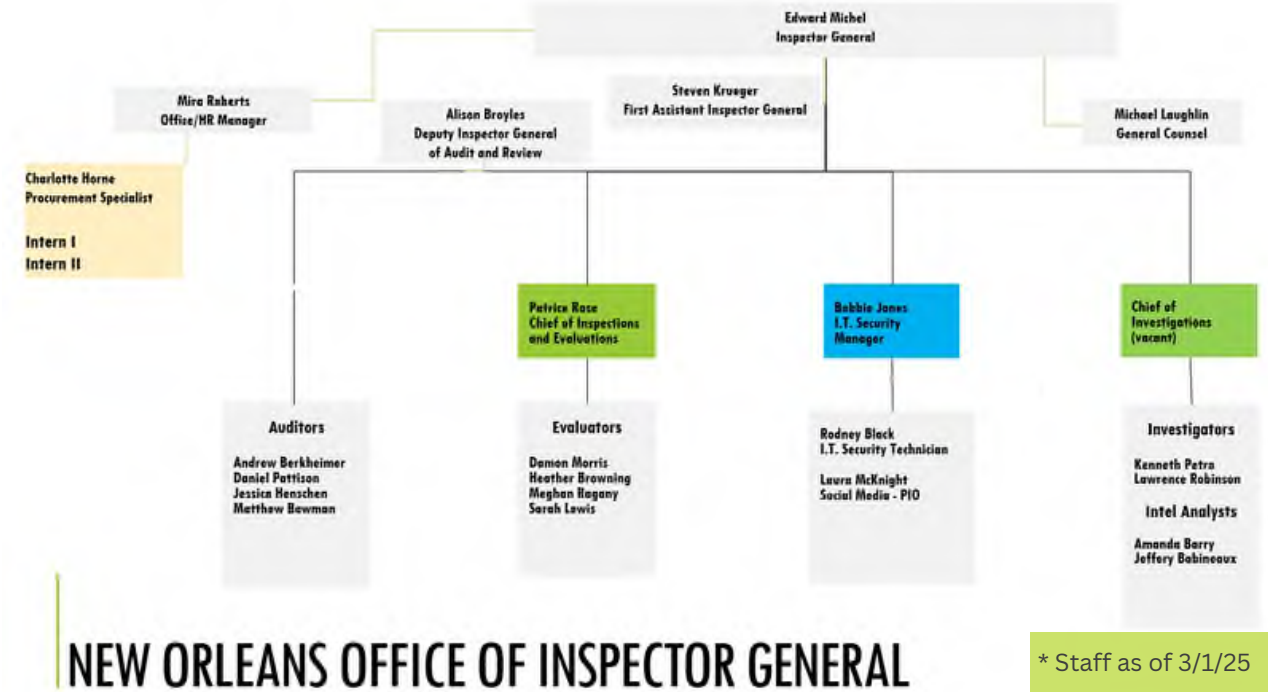 Edward Michel
Inspector General
Steven Krueger
First Assistant Inspector General
Mira Roberts
Office/HR Manager
Alison Broyles
Deputy Inspector General
of Audit and Review
Michael Laughlin
General Counsel
Charlotte Horne
Procurement Specialist
Intern I
Intern II
Patrice Rose
Chief of Inspections
and Evaluations
Bobbie Jones
I.T. Security
Manager
Chief of
Investigations
(vacant)
Auditors
Andrew Berkheimer
Daniel Pattison
Jessica Henschen
Matthew Bowman
Evaluators
Damon Morris
Heather Browning
Meghan Ragany
Sarah Lewis
Rodney Black
I.T. Security Technician
Laura McKnight
Social Media - PIO
Investigators
Kenneth Petro
Lawrence Robinson
Intel Analysts
Amanda Barry
Jeffery Babineaux
NEW ORLEANS OFFICE OF INSPECTOR GENERAL
* Staff as of 3/1/25